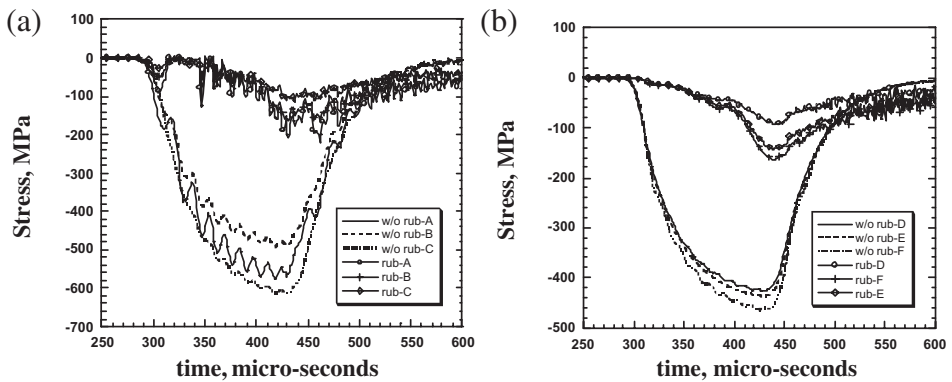 (a)
Stress, MPa
100
0
-100
-200
-300
-400
-500
-600
-700
250 300 350 400 450 500 550 600
time, micro-seconds
w/o rub-A
w/o rub-B
w/o rub-C
rub-A
rub-B
rub-C
(b)
Stress, MPa
100
0
-100
-200
-300
-400
-500
250 300 350 400 450 500 550 600
time, micro-seconds
w/o rub-D
w/o rub-E
w/o rub-F
rub-D
rub-F
rub-E